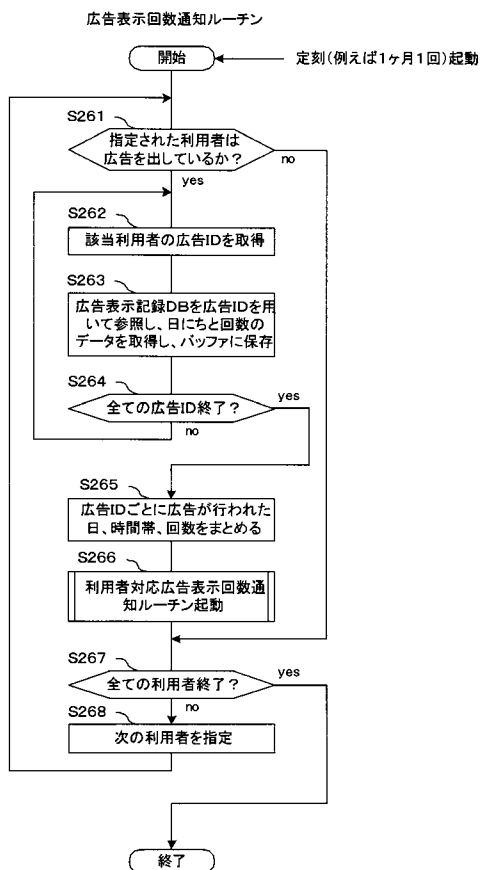 広告表示回数通知ルーチン
開始
定刻(例えば1ヶ月1回)起動
S261
指定された利用者は
広告を出しているか?
no
yes
S262
該当利用者の広告IDを取得
S263
広告表示記録DBを広告IDを用
いて参照し、日にちと回数の
データを取得し、バッファに保存
S264
全ての広告ID終了?
yes
no
S265
広告IDごとに広告が行われた
日、時間帯、回数をまとめる
S266
利用者対応広告表示回数通
知ルーチン起動
S267
全ての利用者終了?
yes
no
S268
次の利用者を指定
終了